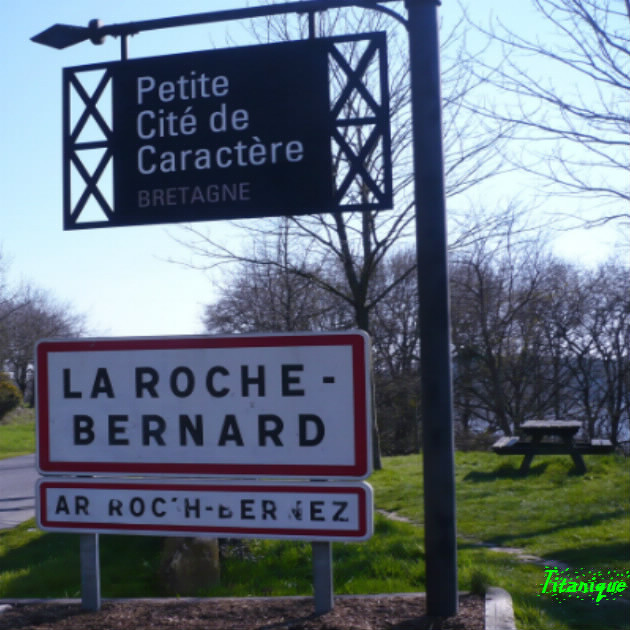 Petite
Cité de
Caractère
BRETAGNE
LA ROCHE-
BERNARD
AR ROC'H-BERNEZ
Titanique